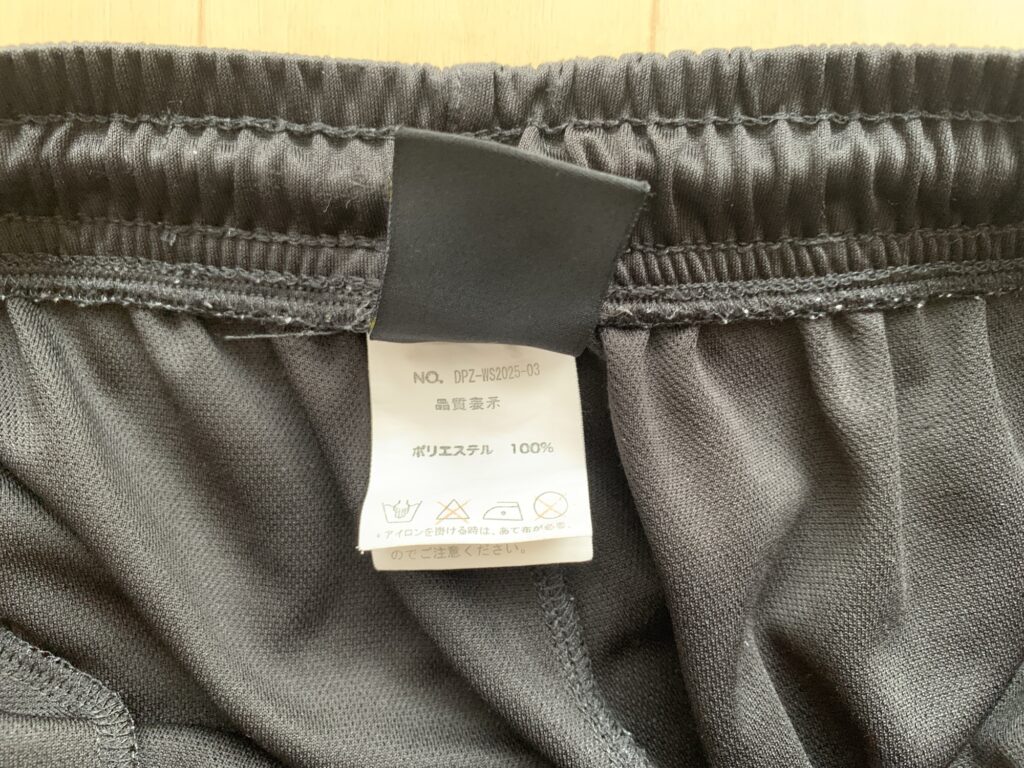 NO. DPZ-WS2025-03
品質表示
ポリエステル 100%
アイロンを掛ける時は、あて布が必要。
のでご注意ください。